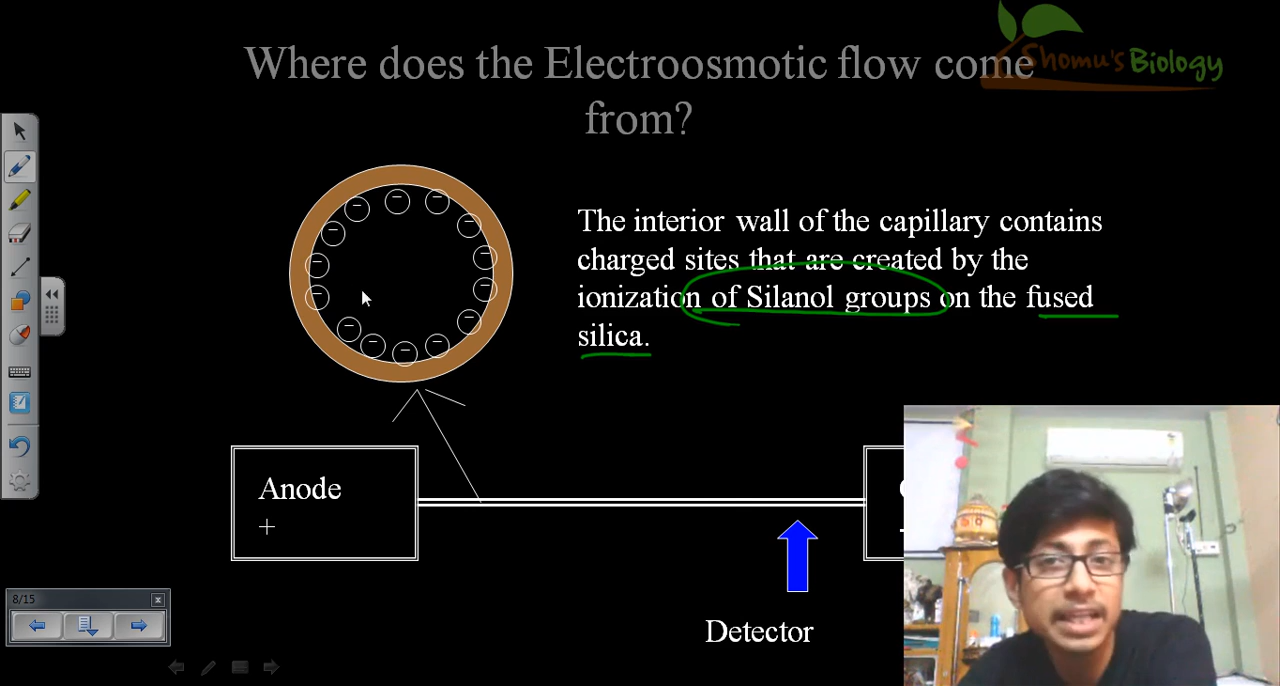 Where does the Electroosmotic flow come
from?
Shomu's Biology
The interior wall of the capillary contains
charged sites that are created by the
ionization of Silanol groups on the fused
silica.
Anode
+
Detector
8/15